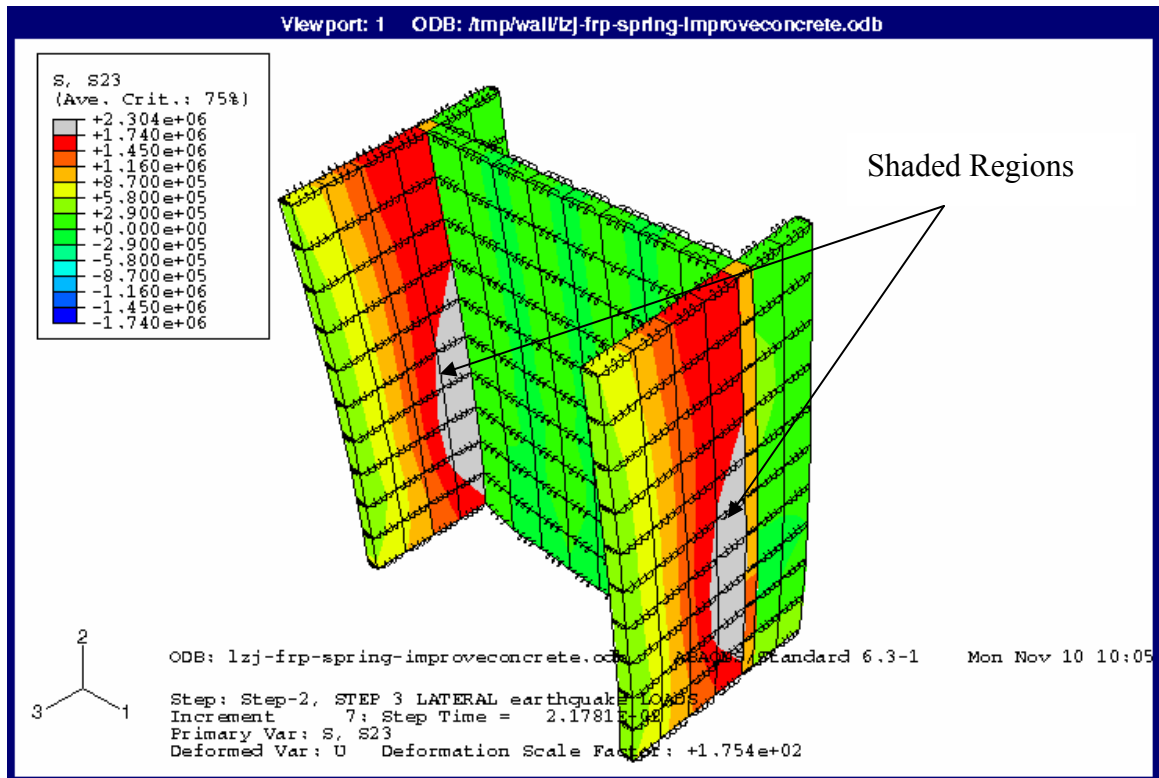 Viewport: 1 ODB: /tmp/wall/lzj-frp-spring-improveconcrete.odb
S, S23
(Ave. Crit.: 75%)
+2.304e+06
+1.740e+06
+1.450e+06
+1.160e+06
+8.700e+05
+5.800e+05
+2.900e+05
+0.000e+00
-2.900e+05
-5.800e+05
-8.700e+05
-1.160e+06
-1.450e+06
-1.740e+06
Shaded Regions
2
3
1
ODB: lzj-frp-spring-improveconcrete.odb ABAQUS/Standard 6.3-1 Mon Nov 10 10:05
Step: Step-2, STEP 3 LATERAL earthquake LOADS
Increment 7: Step Time = 2.1781E-02
Primary Var: S, S23
Deformed Var: U Deformation Scale Factor: +1.754e+02